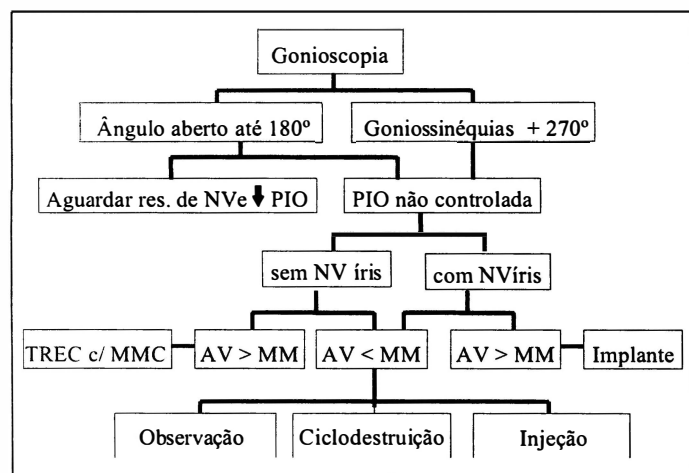 Gonioscopia
Ângulo aberto até 180º
Goniossinéquias + 270º
Aguardar res. de NVe PIO
PIO não controlada
sem NV íris
com NVíris
TREC c/ MMC
AV > MM
AV < MM
AV > MM
Implante
Observação
Ciclodestruição
Injeção